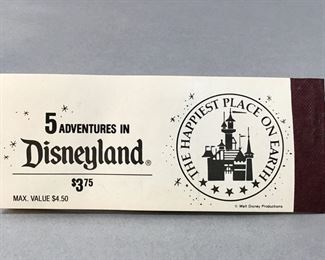 5 ADVENTURES IN
Disneyland®
$3.75
MAX. VALUE $4.50
THE HAPPIEST PLACE ON EARTH
© Walt Disney Productions